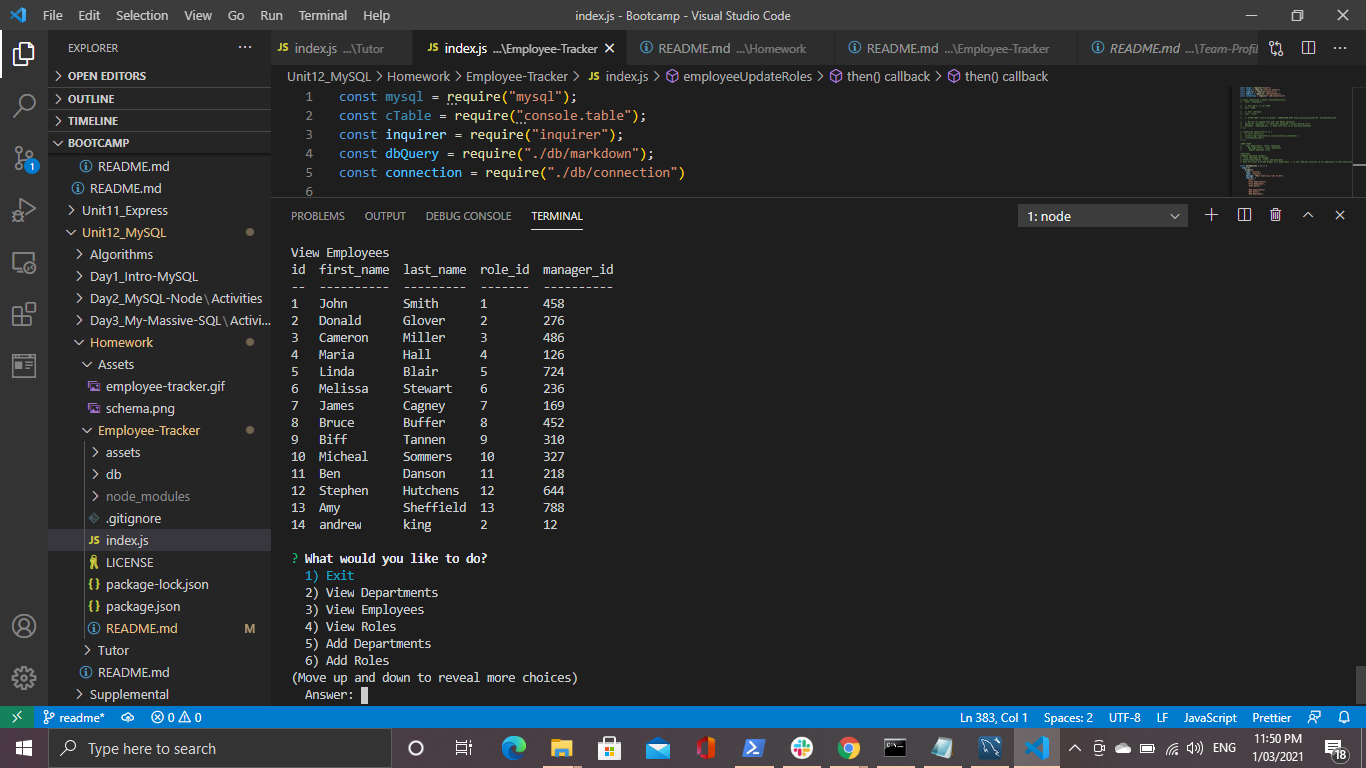 File Edit Selection View Go Run Terminal Help index.js - Bootcamp - Visual Studio Code
EXPLORER
OPEN EDITORS
OUTLINE
TIMELINE
BOOTCAMP
README.md
README.md
Unit11_Express
Unit12_MySQL
Algorithms
Day1_Intro-MySQL
Day2_MySQL-Node\Activities
Day3_My-Massive-SQL\Activi...
Homework
Assets
employee-tracker.gif
schema.png
Employee-Tracker
assets
db
node_modules
.gitignore
JS index.js
LICENSE
{} package-lock.json
{} package.json
README.md M
Tutor
README.md
Supplemental
1
JS index.js ...\Tutor JS index.js ...\Employee-Tracker README.md ...\Homework README.md ...\Employee-Tracker README.md ...\Team-Profil
Unit12_MySQL > Homework > Employee-Tracker > JS index.js > employeeUpdateRoles > then() callback > then() callback
1 const mysql = require("mysql");
2 const cTable = require("console.table");
3 const inquirer = require("inquirer");
4 const dbQuery = require("./db/markdown");
5 const connection = require("./db/connection")
6
PROBLEMS OUTPUT DEBUG CONSOLE TERMINAL 1: node
View Employees
id first_name last_name role_id manager_id
-- ---------- --------- ------- ----------
1 John Smith 1 458
2 Donald Glover 2 276
3 Cameron Miller 3 486
4 Maria Hall 4 126
5 Linda Blair 5 724
6 Melissa Stewart 6 236
7 James Cagney 7 169
8 Bruce Buffer 8 452
9 Biff Tannen 9 310
10 Micheal Sommers 10 327
11 Ben Danson 11 218
12 Stephen Hutchens 12 644
13 Amy Sheffield 13 788
14 andrew king 2 12
? What would you like to do?
1) Exit
2) View Departments
3) View Employees
4) View Roles
5) Add Departments
6) Add Roles
(Move up and down to reveal more choices)
Answer:
readme* 0 0 Ln 383, Col 1 Spaces: 2 UTF-8 LF JavaScript Prettier
Type here to search ENG 11:50 PM
1/03/2021 18